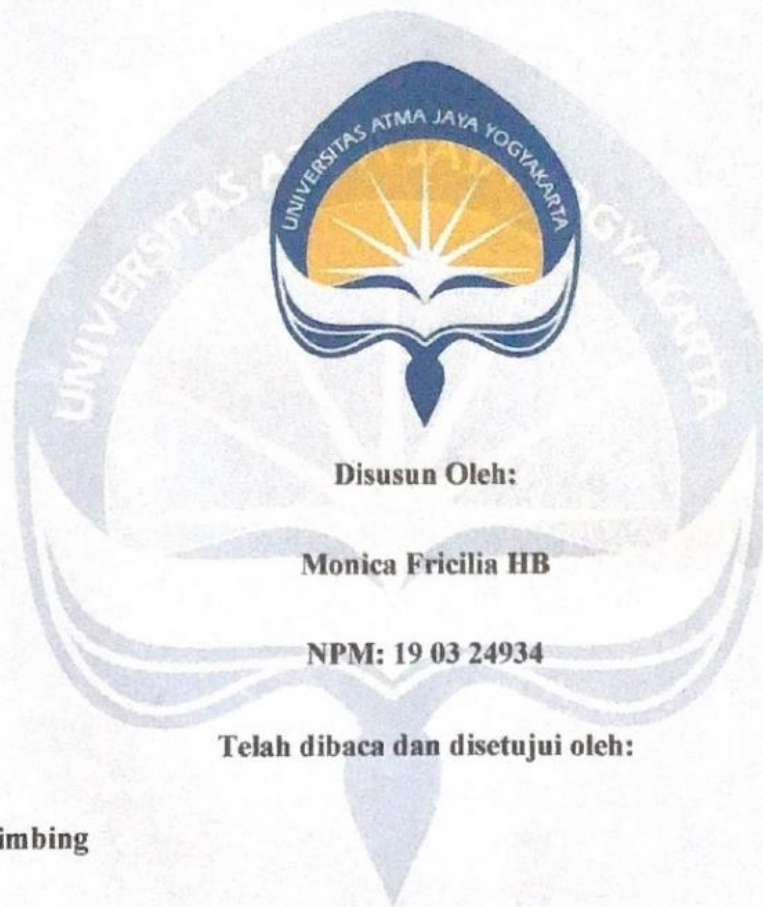 UNIVERSITAS ATMA JAYA YOGYAKARTA
Disusun Oleh:
Monica Fricilia HB
NPM: 19 03 24934
Telah dibaca dan disetujui oleh:
imbing